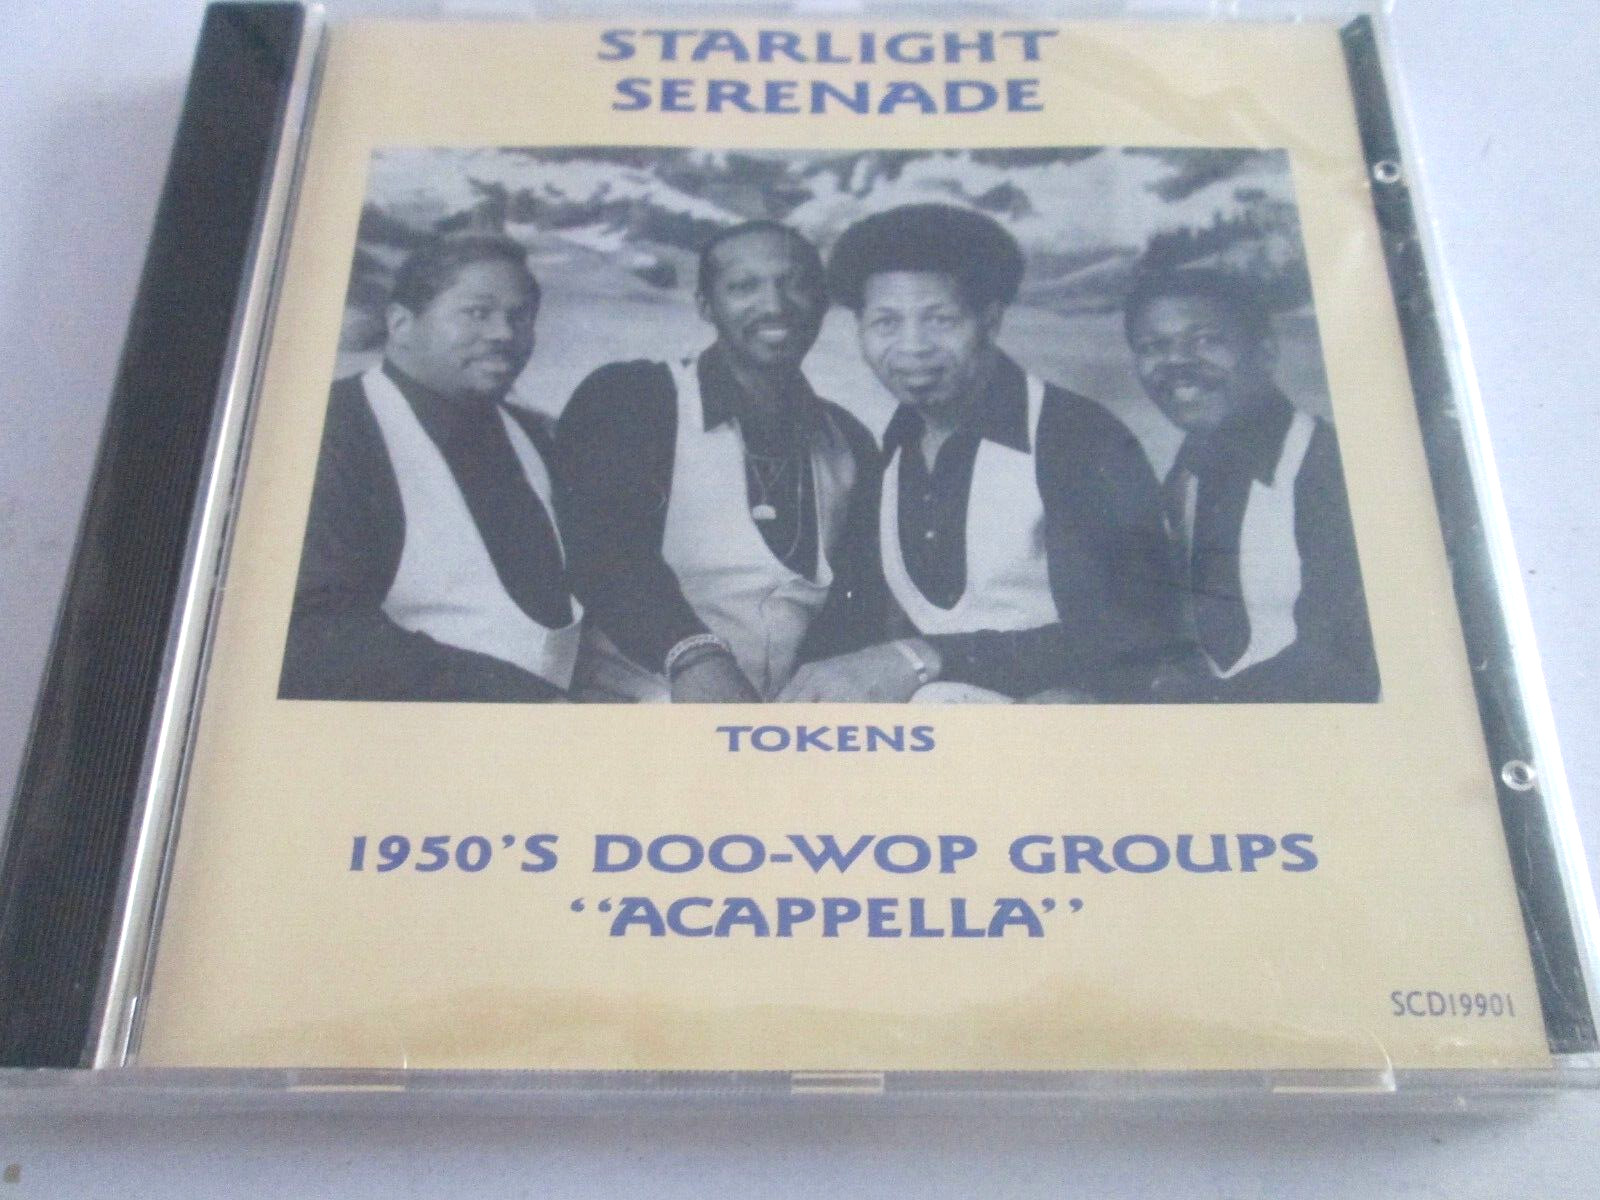 STARLIGHT
SERENADE
TOKENS
1950'S DOO-WOP GROUPS
"ACAPPELLA"
SCD19901